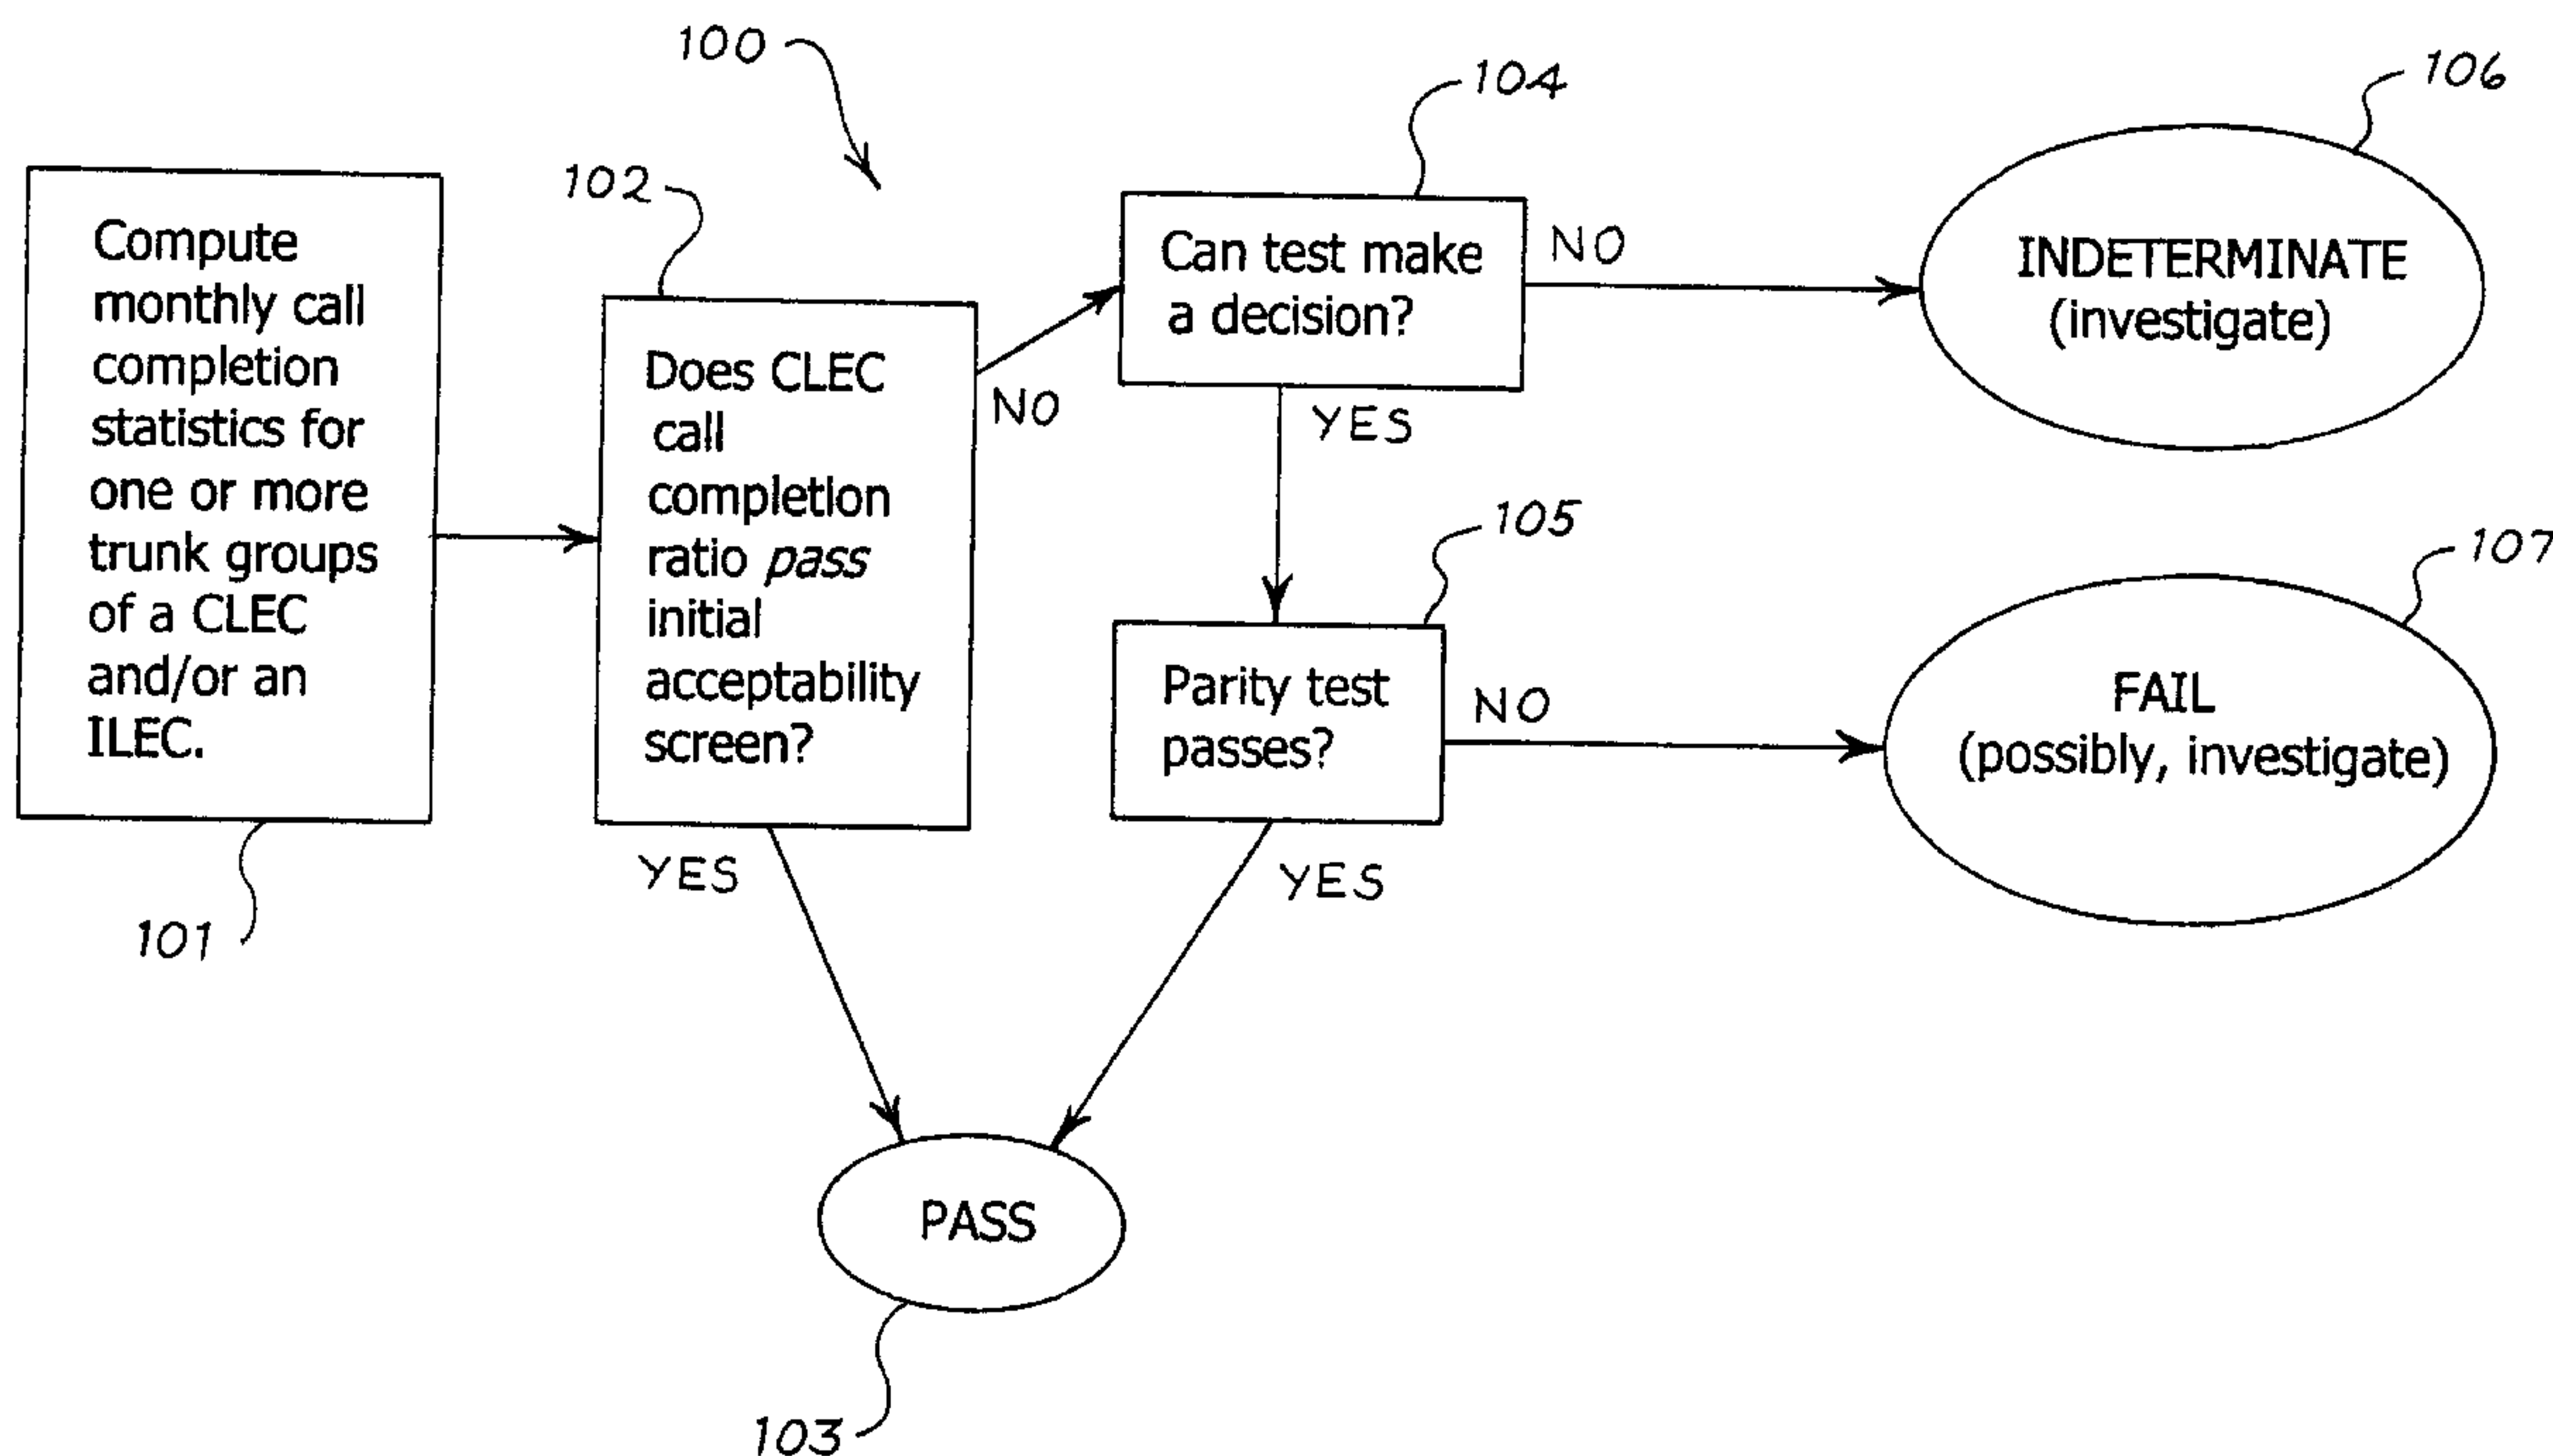 100
101
Compute
monthly call
completion
statistics for
one or more
trunk groups
of a CLEC
and/or an
ILEC.
102
Does CLEC
call
completion
ratio pass
initial
acceptability
screen?
NO
YES
104
Can test make
a decision?
NO
YES
106
INDETERMINATE
(investigate)
105
Parity test
passes?
NO
YES
107
FAIL
(possibly, investigate)
PASS
103